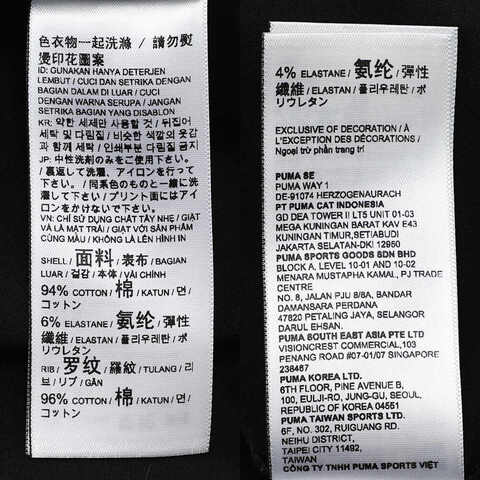 色衣物一起洗滌 / 請勿熨
燙印花圖案
ID: GUNAKAN HANYA DETERJEN
LEMBUT / CUCI DAN SETRIKA DENGAN
BAGIAN DALAM DI LUAR / CUCI
DENGAN WARNA SERUPA / JANGAN
SETRIKA BAGIAN YANG DISABLON
KR: 약한 세제만 사용할 것 / 뒤집어
세탁 및 다림질 / 비슷한 색깔의 옷감
과 함께 세탁 / 인쇄부분 다림질 금지
JP: 中性洗剤のみをご使用下さい。
/ 裏返して洗濯、アイロンを行って
下さい。 / 同系色のものと一緒に洗
濯して下さい / プリント面にはアイ
ロンをかけないで下さい。
VN: CHỈ SỬ DỤNG CHẤT TẨY NHẸ / GIẶT
VÀ LÀ MẶT TRÁI / GIẶT VỚI SẢN PHẨM
CÙNG MÀU / KHÔNG LÀ LÊN HÌNH IN
SHELL / 面料 / 表布 / BAGIAN
LUAR / 겉감 / 本体 / VẢI CHÍNH
94% COTTON / 棉 / KATUN / 면 /
コットン
6% ELASTANE / 氨纶 / 彈性
纖維 / ELASTAN / 폴리우레탄 / ポ
リウレタン
RIB / 罗纹 / 羅紋 / TULANG / 리
브 / リブ / GÂN
96% COTTON / 棉 / KATUN / 면 /
コットン
4% ELASTANE / 氨纶 / 彈性
纖維 / ELASTAN / 폴리우레탄 / ポ
リウレタン
EXCLUSIVE OF DECORATION / À
L'EXCEPTION DES DÉCORATIONS /
Ngoại trừ phần trang trí
PUMA SE
PUMA WAY 1
DE-91074 HERZOGENAURACH
PT PUMA CAT INDONESIA
GD DEA TOWER II LT5 UNIT 01-03
MEGA KUNINGAN BARAT KAV E43
KUNINGAN TIMUR,SETIABUDI
JAKARTA SELATAN-DKI 12950
PUMA SPORTS GOODS SDN BHD
BLOCK A, LEVEL 10-01 AND 10-02
MENARA MUSTAPHA KAMAL, PJ TRADE
CENTRE
NO. 8, JALAN PJU 8/8A, BANDAR
DAMANSARA PERDANA
47820 PETALING JAYA, SELANGOR
DARUL EHSAN.
PUMA SOUTH EAST ASIA PTE LTD
VISIONCREST COMMERCIAL,103
PENANG ROAD #07-01/07 SINGAPORE
238467
PUMA KOREA LTD.
6TH FLOOR, PINE AVENUE B,
100, EULJI-RO, JUNG-GU, SEOUL,
REPUBLIC OF KOREA 04551
PUMA TAIWAN SPORTS LTD.
6F, NO. 302, RUIGUANG RD.
NEIHU DISTRICT,
TAIPEI CITY 11492,
TAIWAN
CÔNG TY TNHH PUMA SPORTS VIỆT